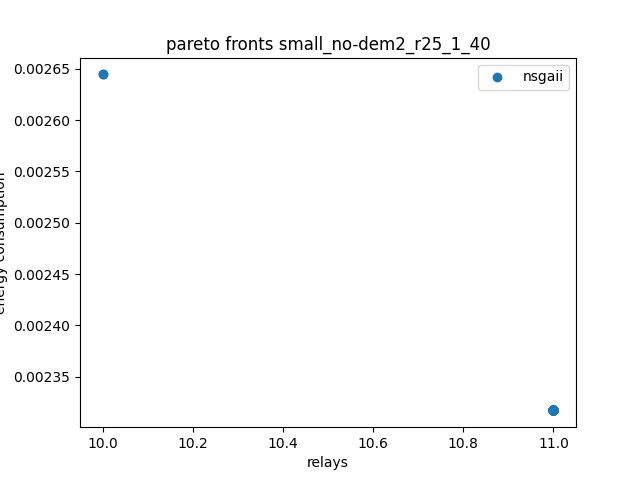 pareto fronts small_no-dem2_r25_1_40
nsgaii
0.00265
0.00260
0.00255
0.00250
0.00245
0.00240
0.00235
energy consumption
10.0 10.2 10.4 10.6 10.8 11.0
relays